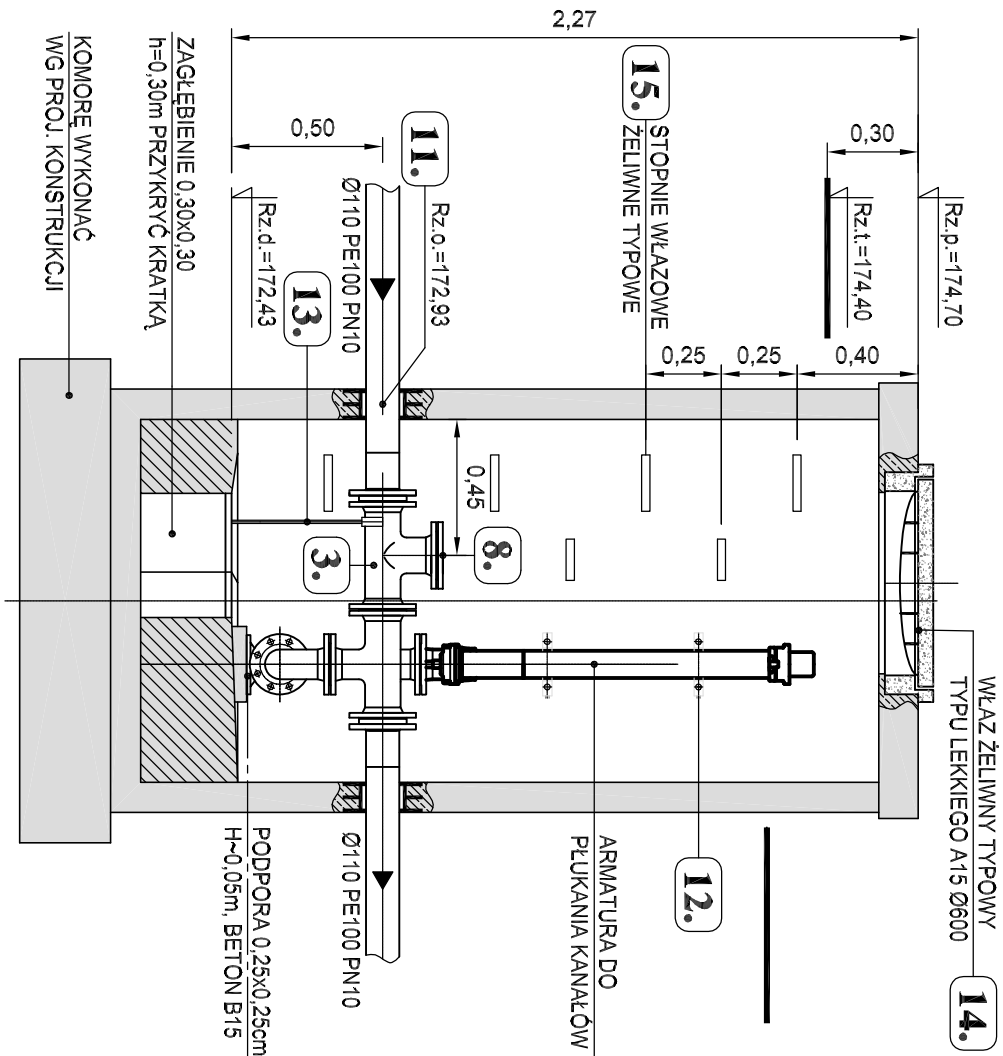 WŁAZ ŻELIWNY TYPOWY
TYPU LEKKIEGO A15 Ø600
14.
Rz.p.=174,70
Rz.t.=174,40
0,30
2,27
0,40
0,25
0,25
15.
STOPNIE WŁAZOWE
ŻELIWNE TYPOWE
12.
ARMATURA DO
PŁUKANIA KANAŁÓW
11.
Rz.o.=172,93
Ø110 PE100 PN10
0,50
0,45
8.
3.
13.
Ø110 PE100 PN10
Rz.d.=172,43
ZAGŁĘBIENIE 0,30x0,30
h=0,30m PRZYKRYĆ KRATKĄ
PODPORA 0,25x0,25cm
H~0,05m, BETON B15
KOMORĘ WYKONAĆ
WG PROJ. KONSTRUKCJI